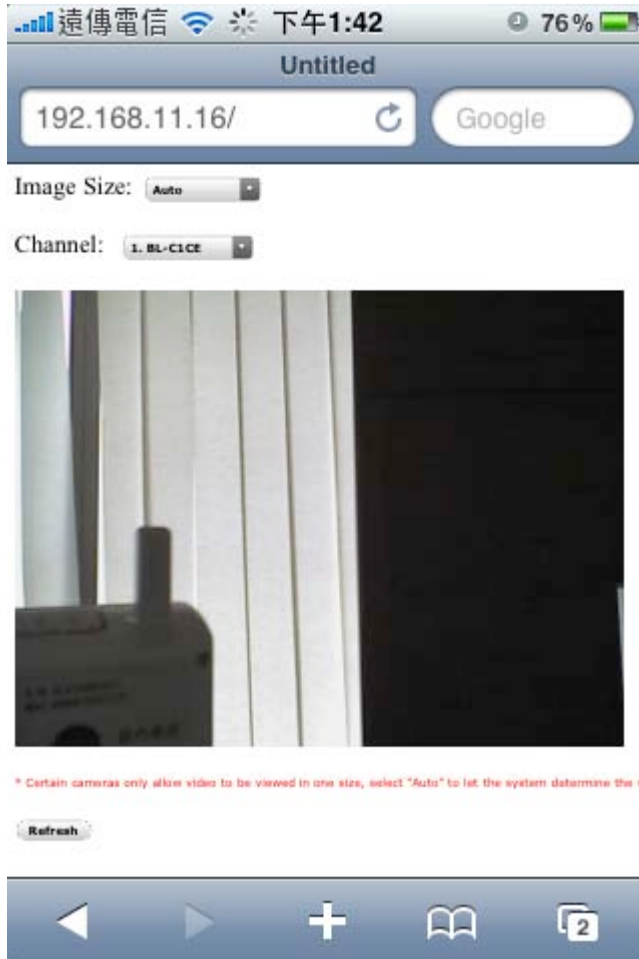 遠傳電信 下午1:42 76%
Untitled
192.168.11.16/ Google
Image Size: Auto
Channel: 1. BL-C1CE
* Certain cameras only allow video to be viewed in one size, select "Auto" to let the system determine the
Refresh
2